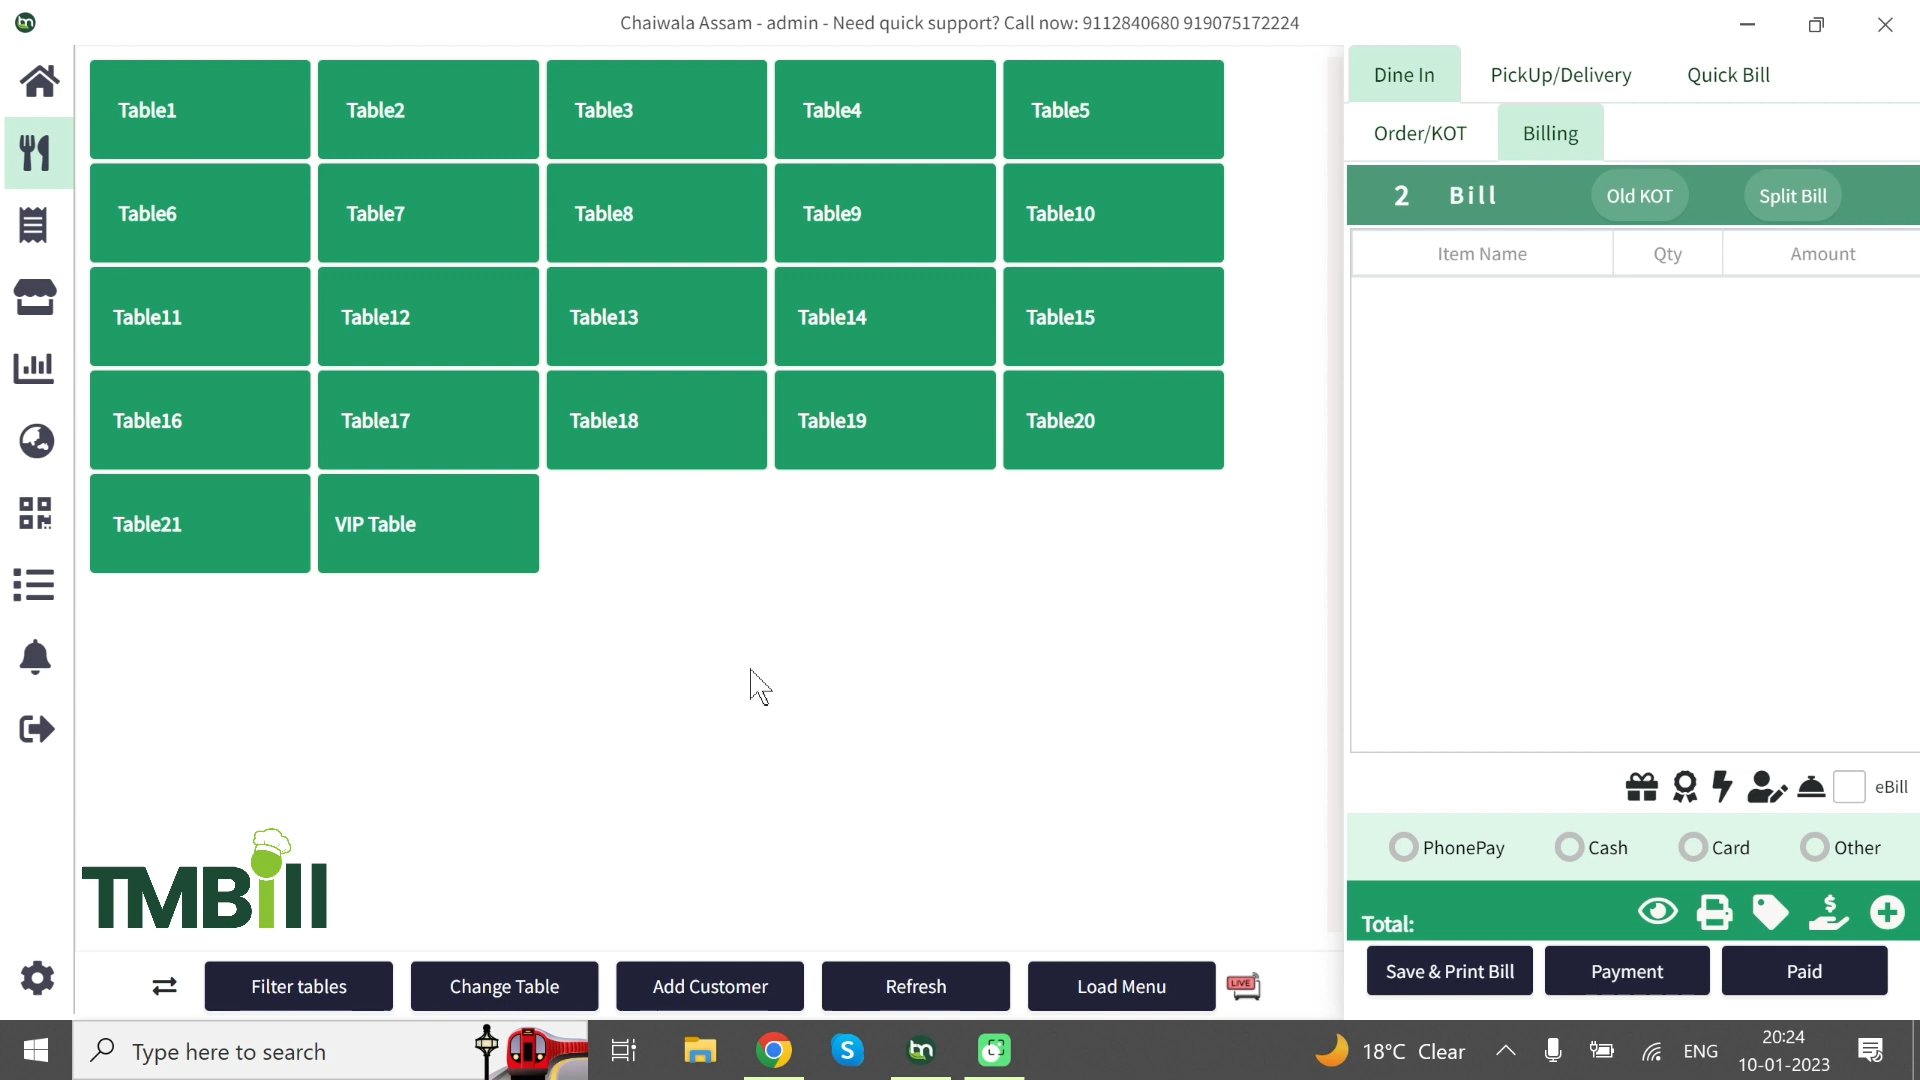 Chaiwala Assam - admin - Need quick support? Call now: 9112840680 919075172224
Table1 Table2 Table3 Table4 Table5
Table6 Table7 Table8 Table9 Table10
Table11 Table12 Table13 Table14 Table15
Table16 Table17 Table18 Table19 Table20
Table21 VIP Table
TMBill
Filter tables Change Table Add Customer Refresh Load Menu LIVE
Dine In PickUp/Delivery Quick Bill
Order/KOT Billing
2 Bill Old KOT Split Bill
Item Name Qty Amount
eBill
PhonePay Cash Card Other
Total:
Save & Print Bill Payment Paid
Type here to search
18°C Clear ENG
20:24
10-01-2023